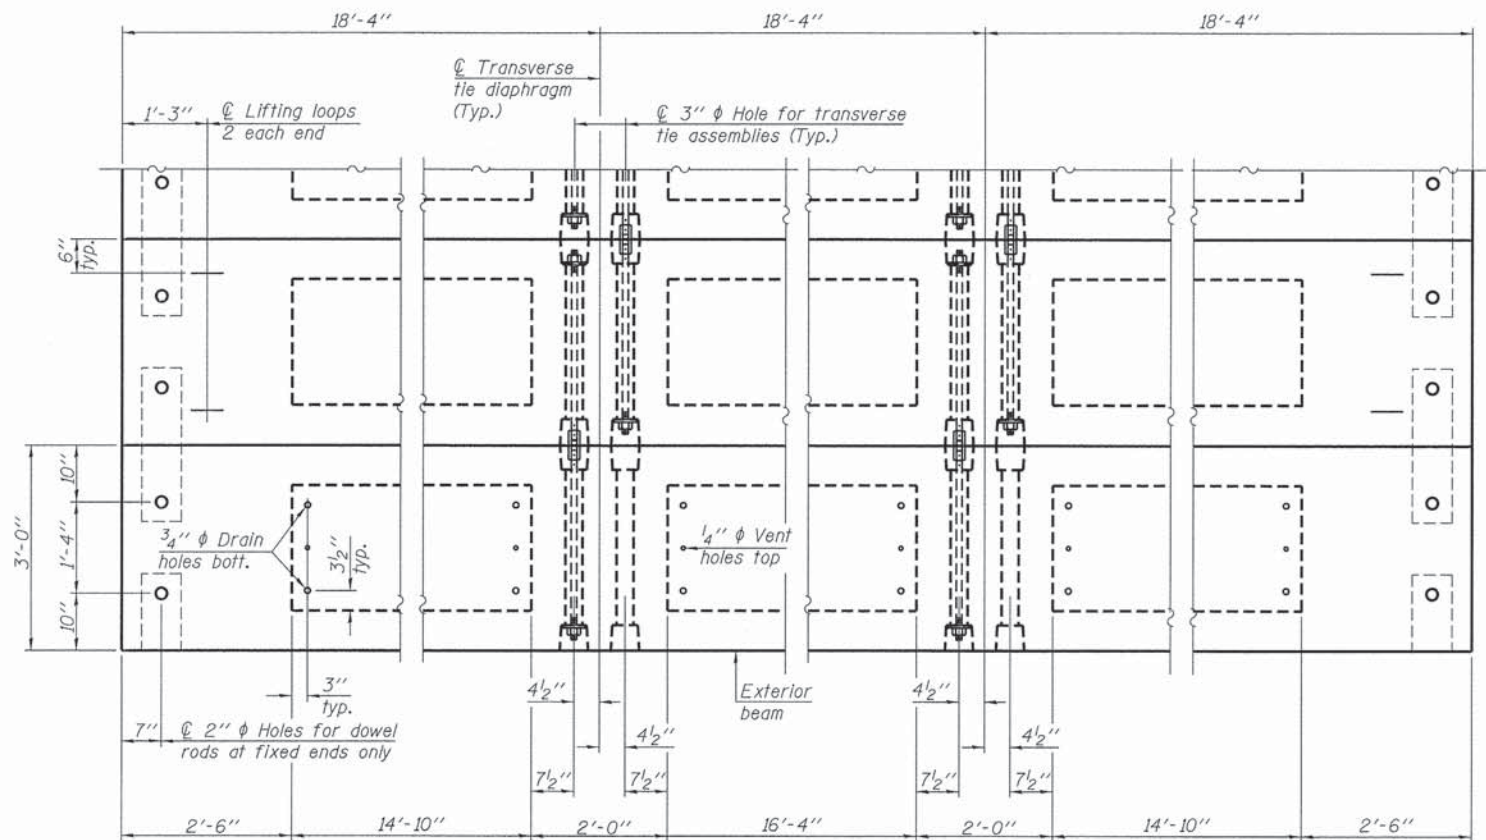 18'-4" 18'-4" 18'-4"
℄ Transverse
tie diaphragm
(Typ.)
1'-3" ℄ Lifting loops
2 each end
℄ 3" ϕ Hole for transverse
tie assemblies (Typ.)
6"
typ.
10"
1'-4"
10"
3'-0"
3/4" ϕ Drain
holes bott.
3 1/2"
typ.
1/4" ϕ Vent
holes top
3"
typ.
7" ℄ 2" ϕ Holes for dowel
rods at fixed ends only
4 1/2"
4 1/2"
Exterior
beam
4 1/2"
4 1/2"
7 1/2" 7 1/2" 7 1/2" 7 1/2"
2'-6" 14'-10" 2'-0" 16'-4" 2'-0" 14'-10" 2'-6"